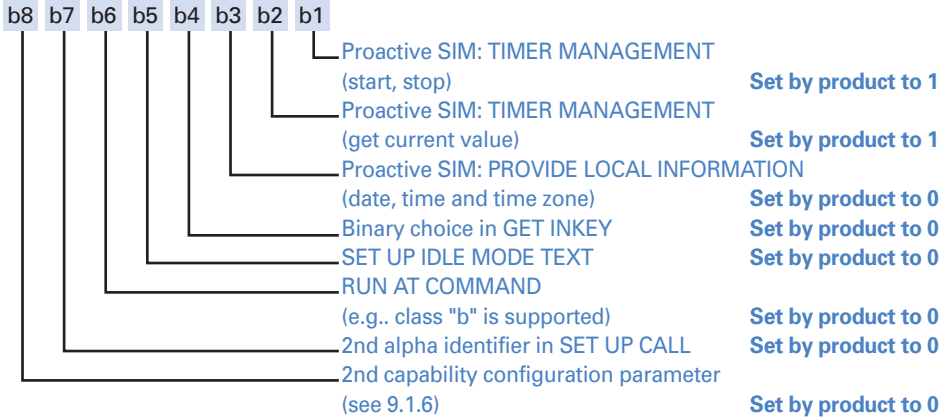 b8 b7 b6 b5 b4 b3 b2 b1
Proactive SIM: TIMER MANAGEMENT
(start, stop) Set by product to 1
Proactive SIM: TIMER MANAGEMENT
(get current value) Set by product to 1
Proactive SIM: PROVIDE LOCAL INFORMATION
(date, time and time zone) Set by product to 0
Binary choice in GET INKEY Set by product to 0
SET UP IDLE MODE TEXT Set by product to 0
RUN AT COMMAND
(e.g.. class "b" is supported) Set by product to 0
2nd alpha identifier in SET UP CALL Set by product to 0
2nd capability configuration parameter
(see 9.1.6) Set by product to 0